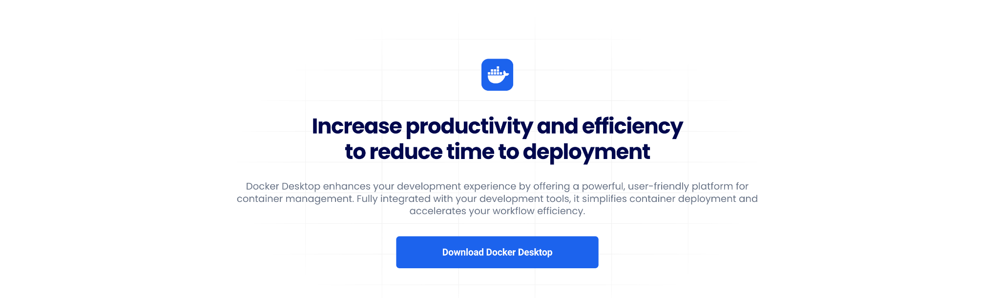 Increase productivity and efficiency
to reduce time to deployment
Docker Desktop enhances your development experience by offering a powerful, user-friendly platform for
container management. Fully integrated with your development tools, it simplifies container deployment and
accelerates your workflow efficiency.
Download Docker Desktop